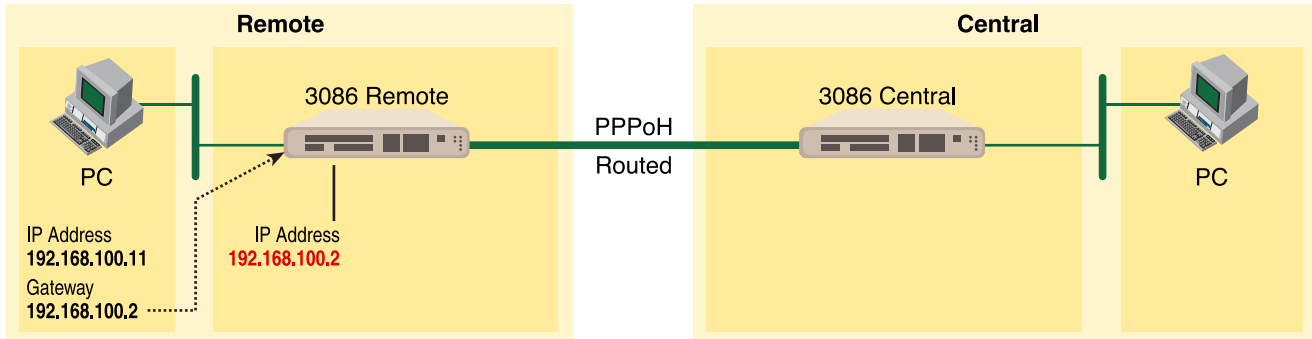 Remote
Central
3086 Remote
3086 Central
PPPoH
Routed
PC
PC
IP Address
192.168.100.11
Gateway
192.168.100.2
IP Address
192.168.100.2